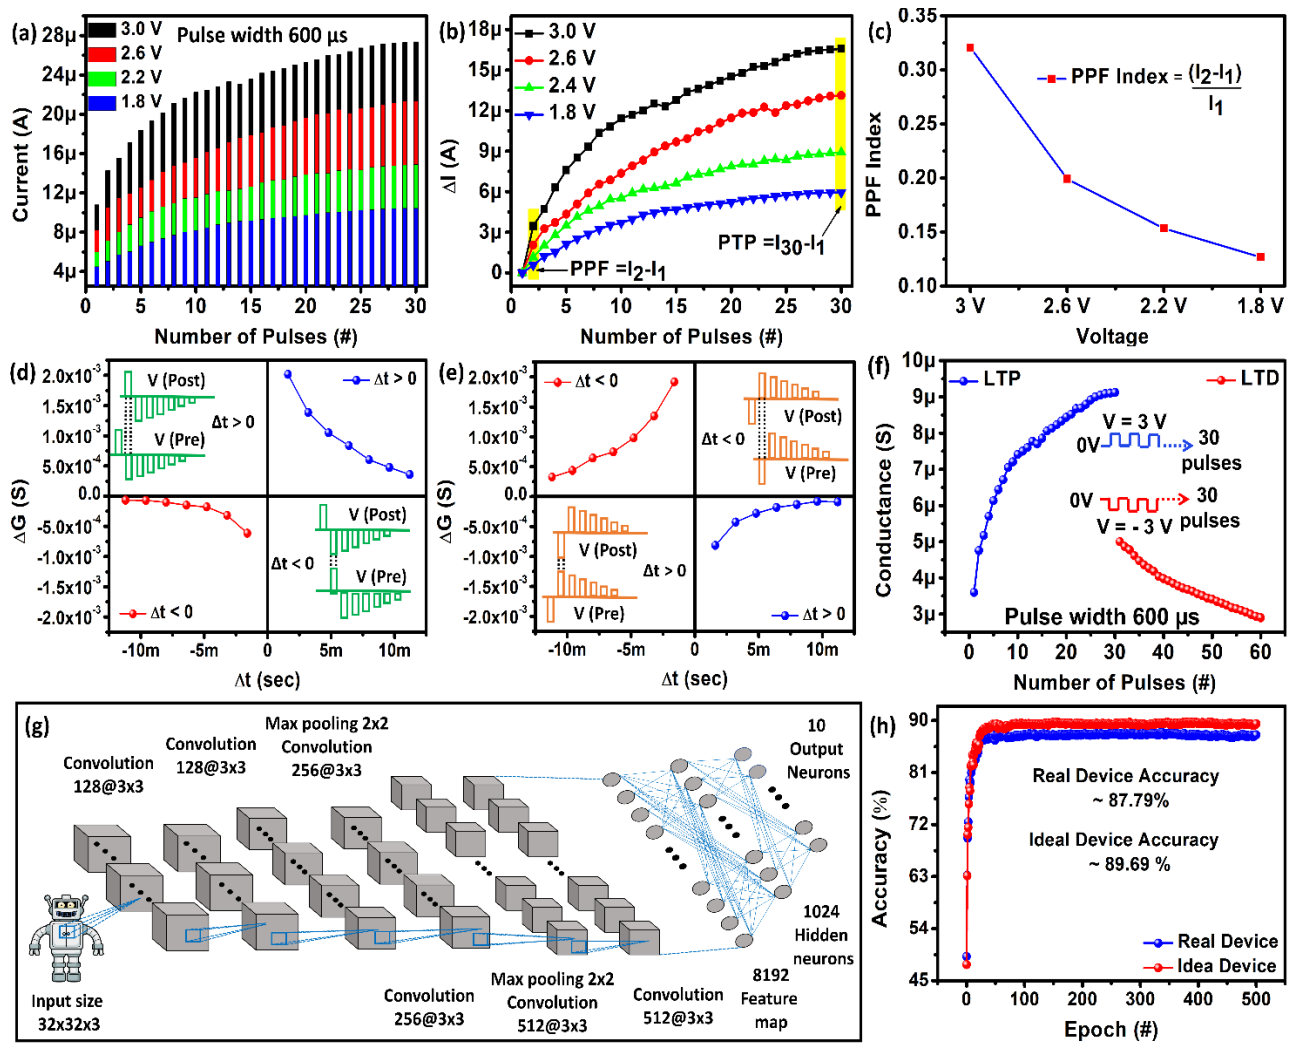 (a)
3.0 V
2.6 V
2.2 V
1.8 V
Pulse width 600 µs
28µ
24µ
20µ
16µ
12µ
8µ
4µ
Current (A)
0 5 10 15 20 25 30
Number of Pulses (#)
(b)
3.0 V
2.6 V
2.4 V
1.8 V
18µ
15µ
12µ
9µ
6µ
3µ
0
ΔI (A)
PTP =I30-I1
PPF =I2-I1
0 5 10 15 20 25 30
Number of Pulses (#)
(c)
PPF Index = (I2-I1)
I1
0.35
0.30
0.25
0.20
0.15
0.10
PPF Index
3 V 2.6 V 2.2 V 1.8 V
Voltage
(d)
2.0x10-3
1.5x10-3
1.0x10-3
5.0x10-4
0.0
-5.0x10-4
-1.0x10-3
-1.5x10-3
-2.0x10-3
ΔG (S)
V (Post)
Δt > 0
V (Pre)
Δt > 0
V (Post)
Δt < 0
V (Pre)
Δt < 0
-10m -5m 0 5m 10m
Δt (sec)
(e)
2.0x10-3
1.5x10-3
1.0x10-3
5.0x10-4
0.0
-5.0x10-4
-1.0x10-3
-1.5x10-3
-2.0x10-3
ΔG (S)
Δt < 0
V (Post)
Δt < 0
V (Pre)
V (Post)
Δt > 0
V (Pre)
Δt > 0
-10m -5m 0 5m 10m
Δt (sec)
(f)
LTP
LTD
10µ
9µ
8µ
7µ
6µ
5µ
4µ
3µ
Conductance (S)
V = 3 V
0V
30
pulses
0V
30
pulses
V = - 3 V
Pulse width 600 µs
0 10 20 30 40 50 60
Number of Pulses (#)
(g)
Convolution
128@3x3
Convolution
128@3x3
Max pooling 2x2
Convolution
256@3x3
10
Output
Neurons
Input size
32x32x3
Convolution
256@3x3
Max pooling 2x2
Convolution
512@3x3
Convolution
512@3x3
8192
Feature
map
1024
Hidden
neurons
(h)
90
81
72
63
54
45
Accuracy (%)
Real Device Accuracy
~ 87.79%
Ideal Device Accuracy
~ 89.69 %
Real Device
Idea Device
0 100 200 300 400 500
Epoch (#)